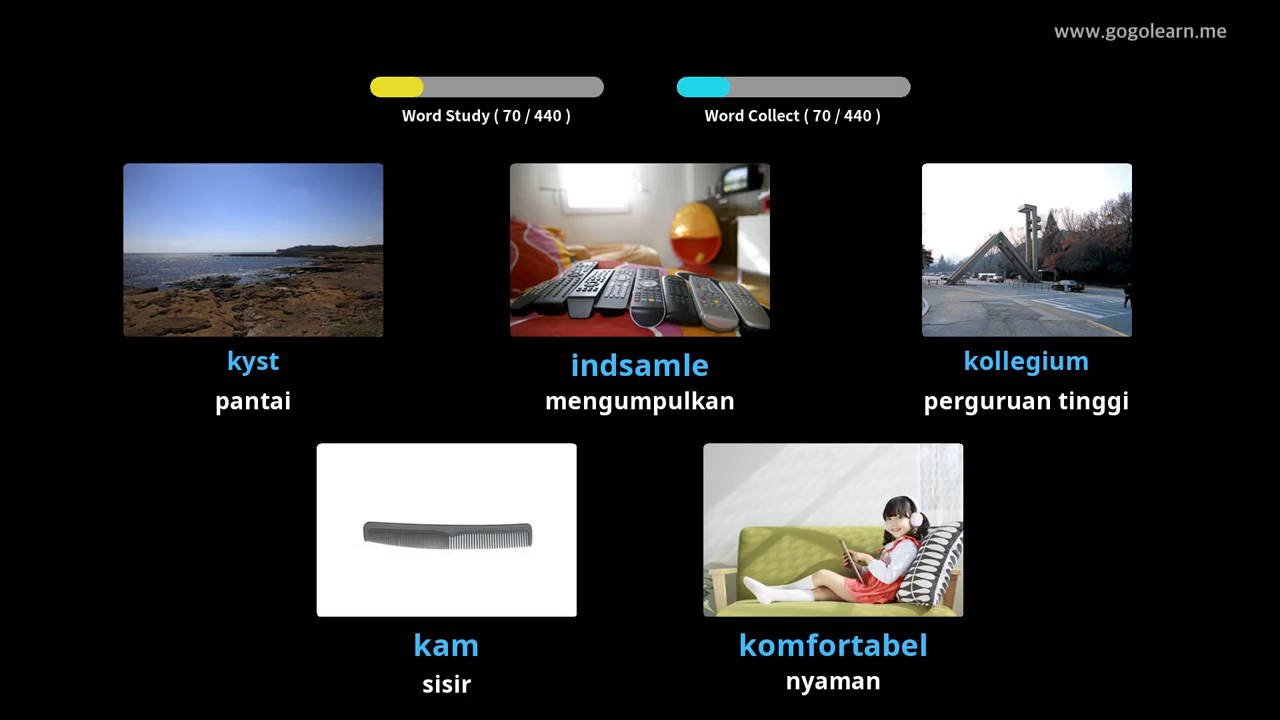 www.gogolearn.me
Word Study ( 70 / 440 )
Word Collect ( 70 / 440 )
kyst
pantai
indsamle
mengumpulkan
kollegium
perguruan tinggi
kam
sisir
komfortabel
nyaman